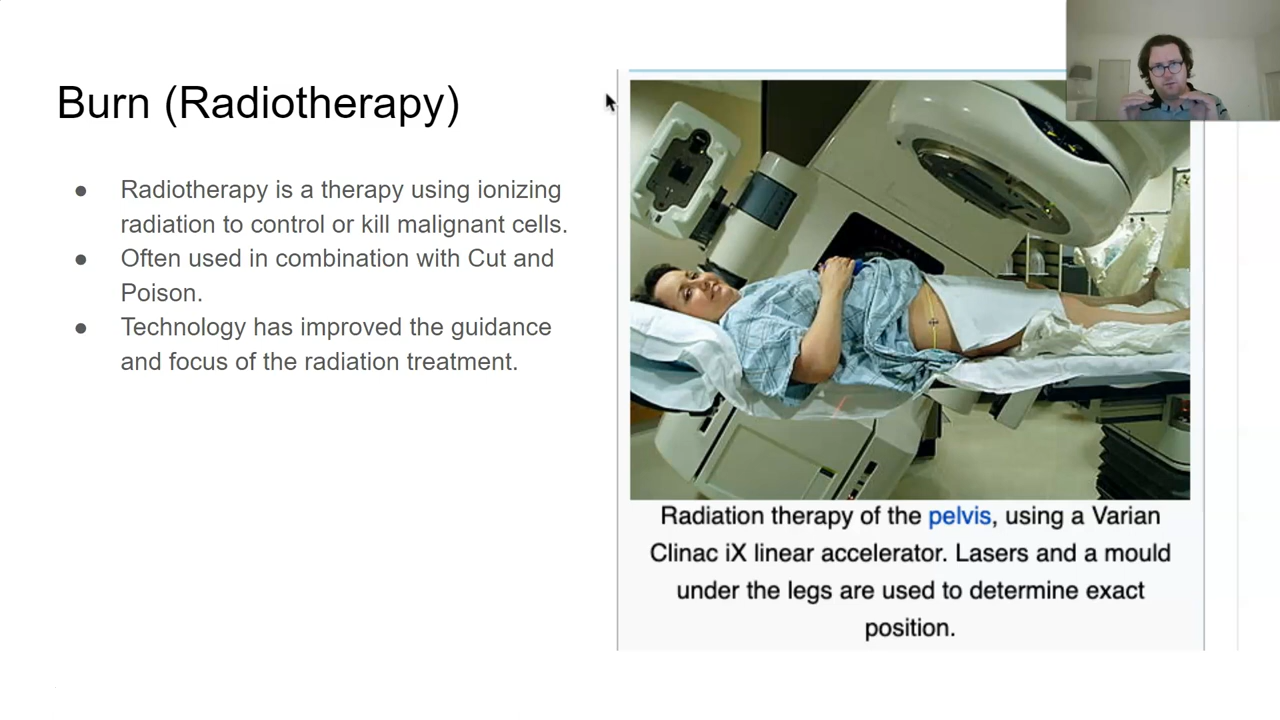 Burn (Radiotherapy)
● Radiotherapy is a therapy using ionizing
radiation to control or kill malignant cells.
● Often used in combination with Cut and
Poison.
● Technology has improved the guidance
and focus of the radiation treatment.
Radiation therapy of the pelvis, using a Varian
Clinac iX linear accelerator. Lasers and a mould
under the legs are used to determine exact
position.